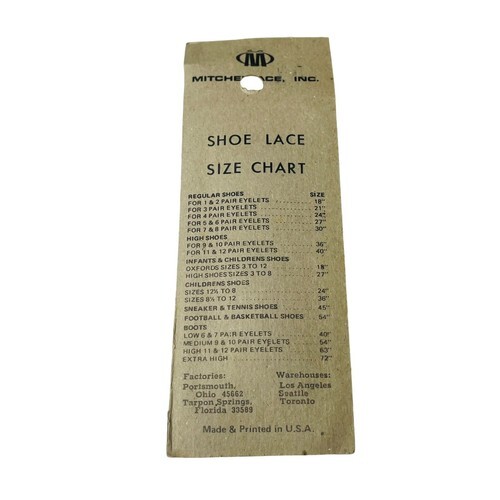 M
MITCHELLACE, INC.
SHOE LACE
SIZE CHART
REGULAR SHOES SIZE
FOR 1 & 2 PAIR EYELETS 18"
FOR 3 PAIR EYELETS 21"
FOR 4 PAIR EYELETS 24"
FOR 5 & 6 PAIR EYELETS 27"
FOR 7 & 8 PAIR EYELETS 30"
HIGH SHOES
FOR 9 & 10 PAIR EYELETS 36"
FOR 11 & 12 PAIR EYELETS 40"
INFANTS & CHILDRENS SHOES
OXFORDS SIZES 3 TO 12 18"
HIGH SHOES SIZES 3 TO 8 27"
CHILDRENS SHOES
SIZES 12½ TO 8 24"
SIZES 8½ TO 12 36"
SNEAKER & TENNIS SHOES 45"
FOOTBALL & BASKETBALL SHOES 54"
BOOTS
LOW 6 & 7 PAIR EYELETS 40"
MEDIUM 9 & 10 PAIR EYELETS 54"
HIGH 11 & 12 PAIR EYELETS 63"
EXTRA HIGH 72"
Factories: Warehouses:
Portsmouth, Los Angeles
Ohio 45662 Seattle
Tarpon Springs, Toronto
Florida 33589
Made & Printed in U.S.A.